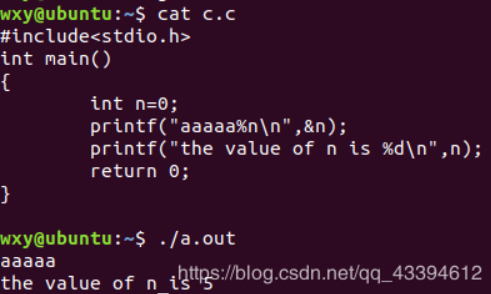 wxy@ubuntu:~$ cat c.c
#include<stdio.h>
int main()
{
        int n=0;
        printf("aaaaa%n\n",&n);
        printf("the value of n is %d\n",n);
        return 0;
}
wxy@ubuntu:~$ ./a.out
aaaaa
the value of n is 5
https://blog.csdn.net/qq_43394612